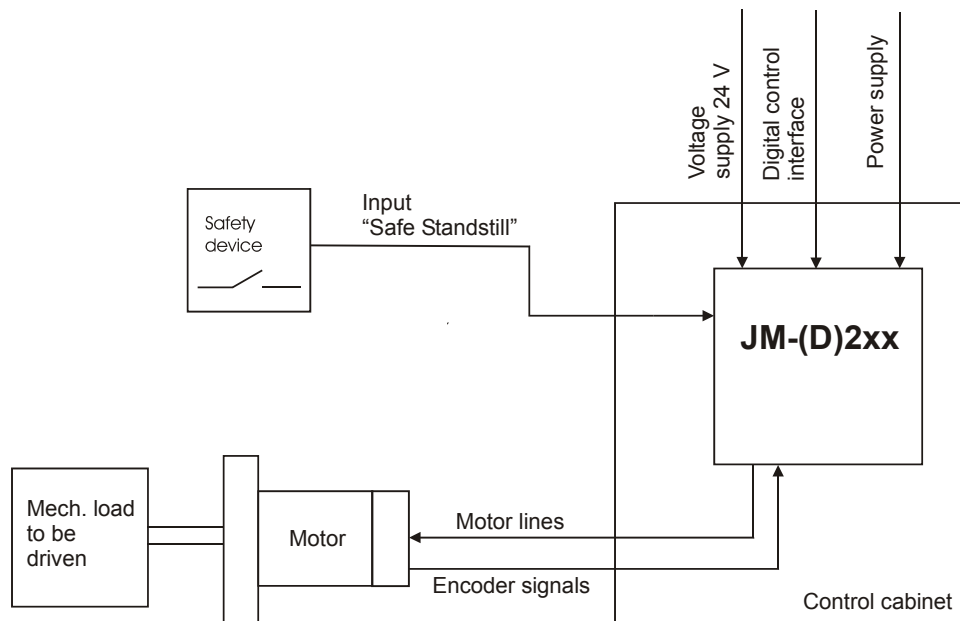 Voltage
supply 24 V
Digital control
interface
Power supply
Input
“Safe Standstill”
Safety
device
JM-(D)2xx
Mech. load
to be
driven
Motor
Motor lines
Encoder signals
Control cabinet